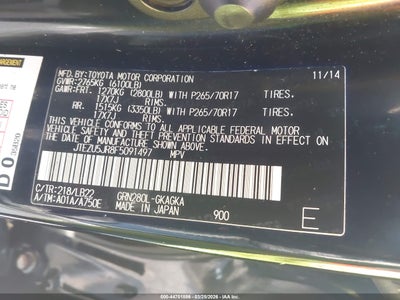 MFD.BY:TOYOTA MOTOR CORPORATION 11/14
GVWR:2765KG (6100LB)
GAWR:FRT. 1270KG (2800LB) WITH P265/70R17 TIRES.
17X7J RIMS.
RR. 1515KG (3350LB) WITH P265/70R17 TIRES.
17X7J RIMS.
THIS VEHICLE CONFORMS TO ALL APPLICABLE FEDERAL MOTOR
VEHICLE SAFETY STANDARDS IN EFFECT ON THE DATE OF
MANUFACTURE SHOWN ABOVE.
JTEZU5JR8F5091497 MPV
C/TR:218/LB22 GRN280L-GKAGKA
A/TM:A01A/A750E MADE IN JAPAN 900 E